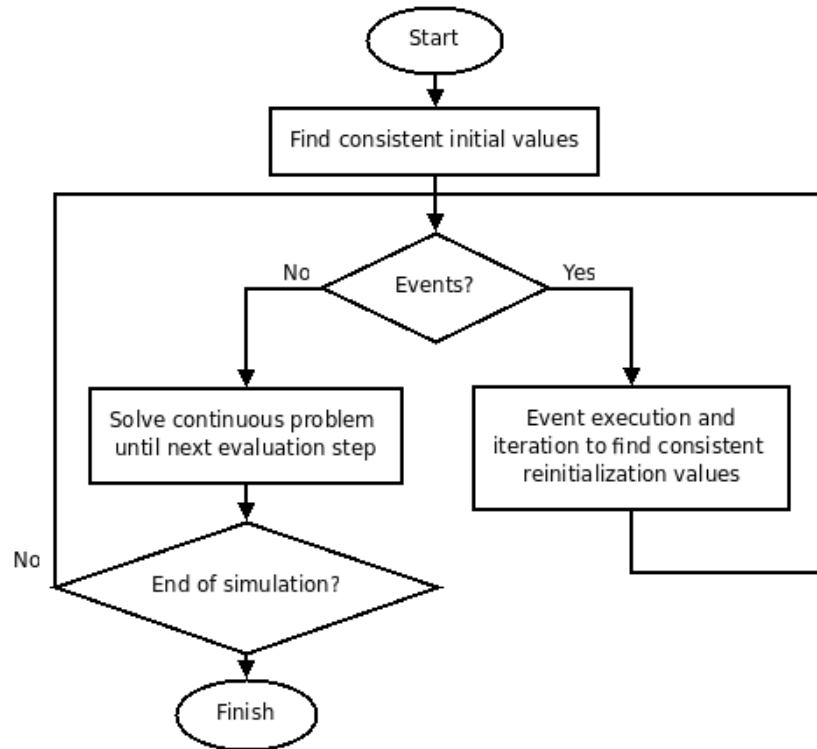 Start
Find consistent initial values
Events?
No
Yes
Solve continuous problem
until next evaluation step
Event execution and
iteration to find consistent
reinitialization values
No
End of simulation?
Finish